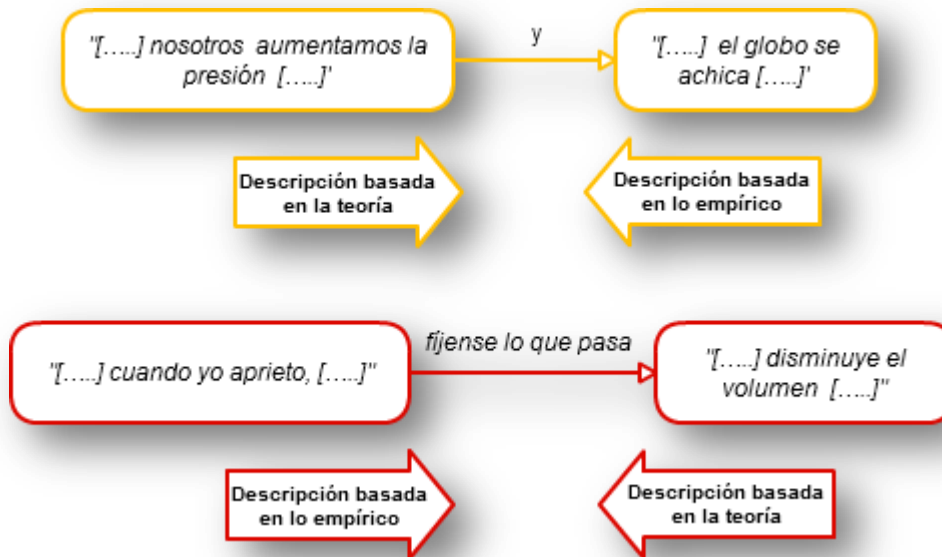 "[.....] nosotros aumentamos la
presión [.....]'
y
"[.....] el globo se
achica [.....]'
Descripción basada
en la teoría
Descripción basada
en lo empírico
"[.....] cuando yo aprieto, [.....]"
fíjense lo que pasa
"[.....] disminuye el
volumen [.....]"
Descripción basada
en lo empírico
Descripción basada
en la teoría